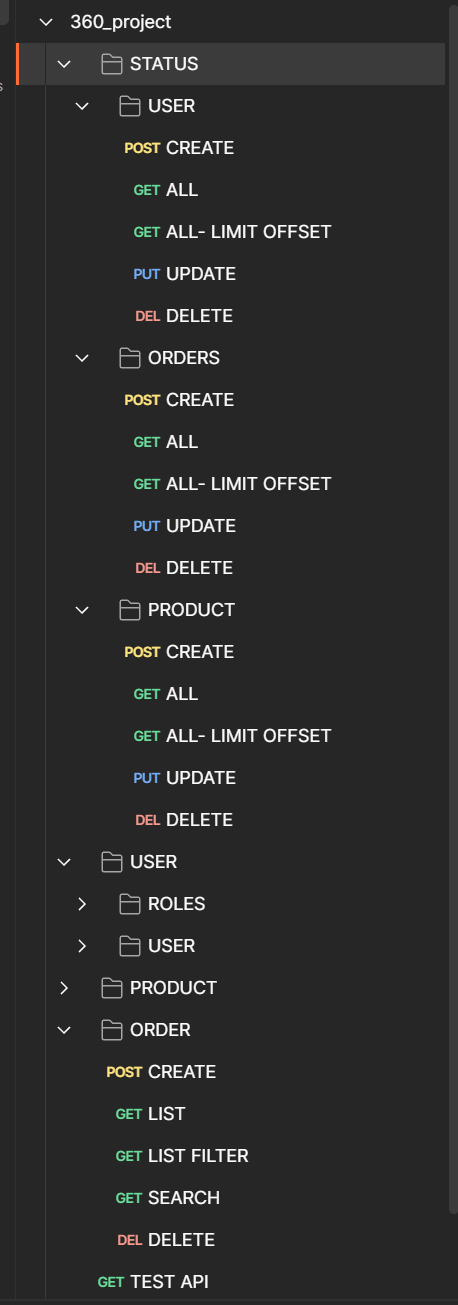 360_project
STATUS
USER
POST CREATE
GET ALL
GET ALL- LIMIT OFFSET
PUT UPDATE
DEL DELETE
ORDERS
POST CREATE
GET ALL
GET ALL- LIMIT OFFSET
PUT UPDATE
DEL DELETE
PRODUCT
POST CREATE
GET ALL
GET ALL- LIMIT OFFSET
PUT UPDATE
DEL DELETE
USER
ROLES
USER
PRODUCT
ORDER
POST CREATE
GET LIST
GET LIST FILTER
GET SEARCH
DEL DELETE
GET TEST API